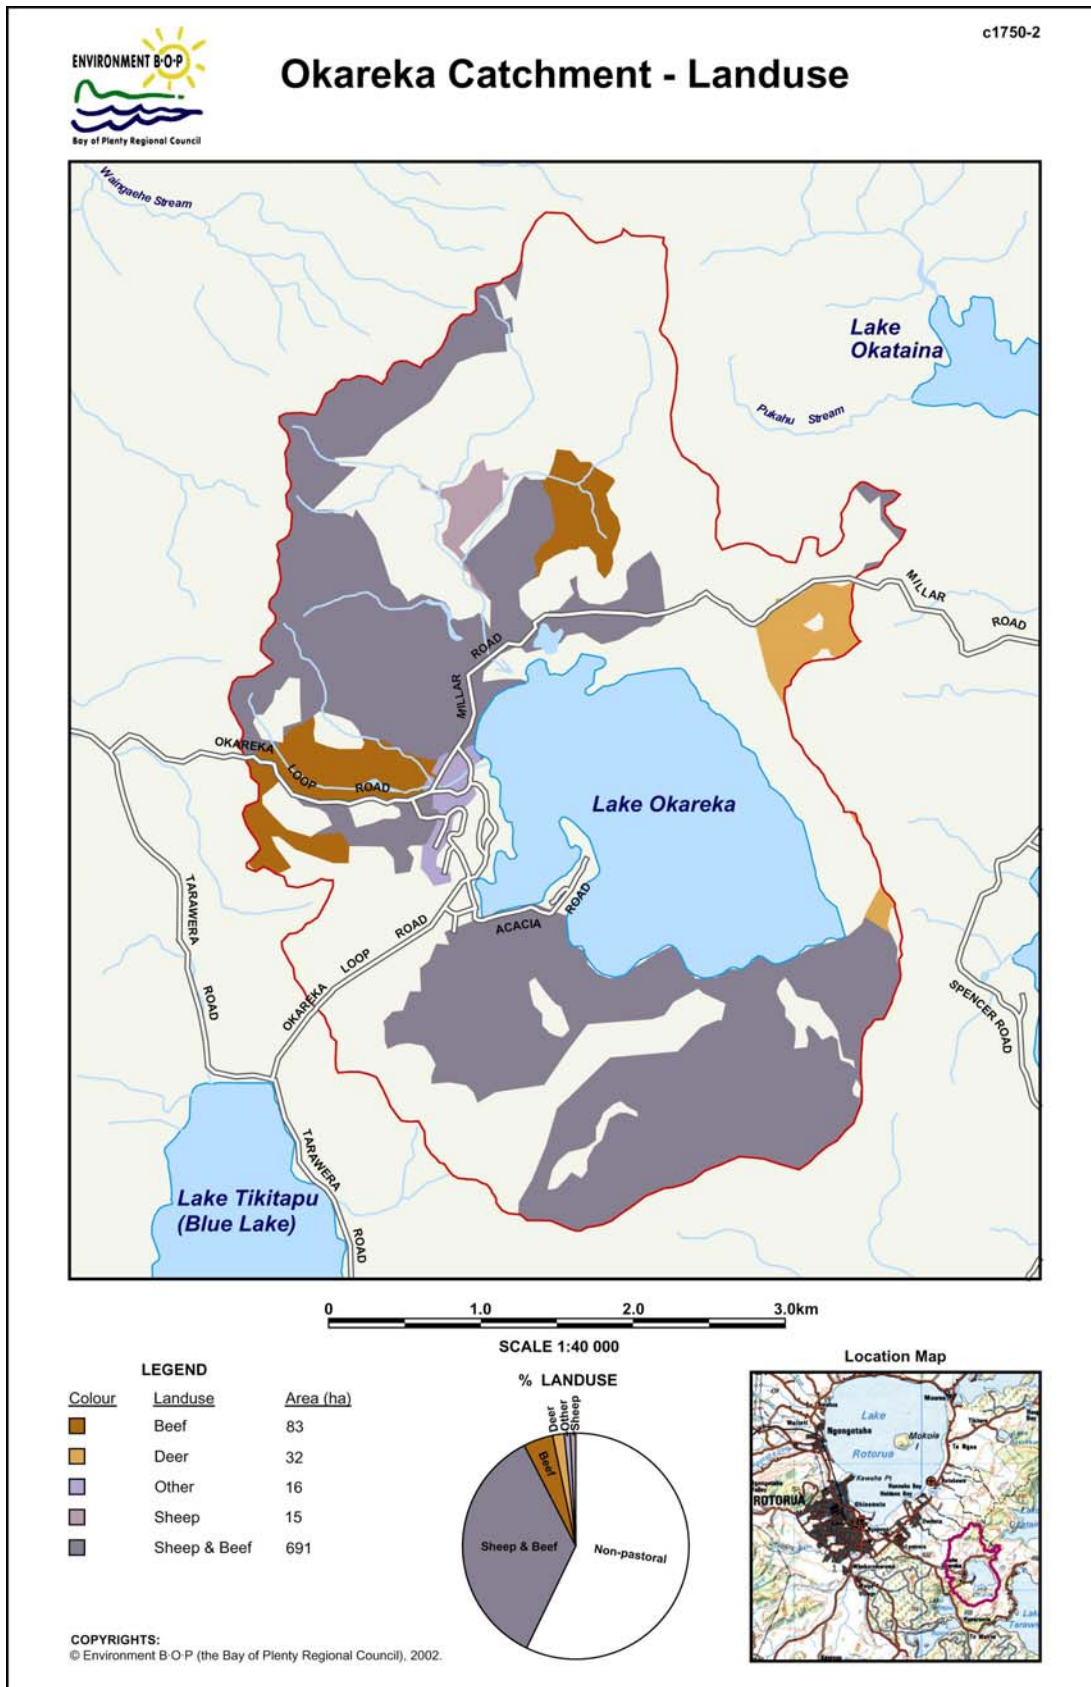 c1750-2
ENVIRONMENT B·O·P
Bay of Plenty Regional Council
Okareka Catchment - Landuse
Waingaehe Stream
Lake
Okataina
Pukahu Stream
MILLAR
ROAD
ROAD
MILLAR
OKAREKA
LOOP
ROAD
Lake Okareka
TARAWERA
ROAD
ACACIA
ROAD
OKAREKA
LOOP
ROAD
SPENCER ROAD
Lake Tikitapu
(Blue Lake)
TARAWERA
ROAD
0 1.0 2.0 3.0km
SCALE 1:40 000
LEGEND
Colour Landuse Area (ha)
Beef 83
Deer 32
Other 16
Sheep 15
Sheep & Beef 691
% LANDUSE
Deer
Other
Sheep
Beef
Sheep & Beef
Non-pastoral
Location Map
Lake
Rotorua
Mokoia
I
Ngongotaha
Kawaha Pt
ROTORUA
COPYRIGHTS:
© Environment B·O·P (the Bay of Plenty Regional Council), 2002.